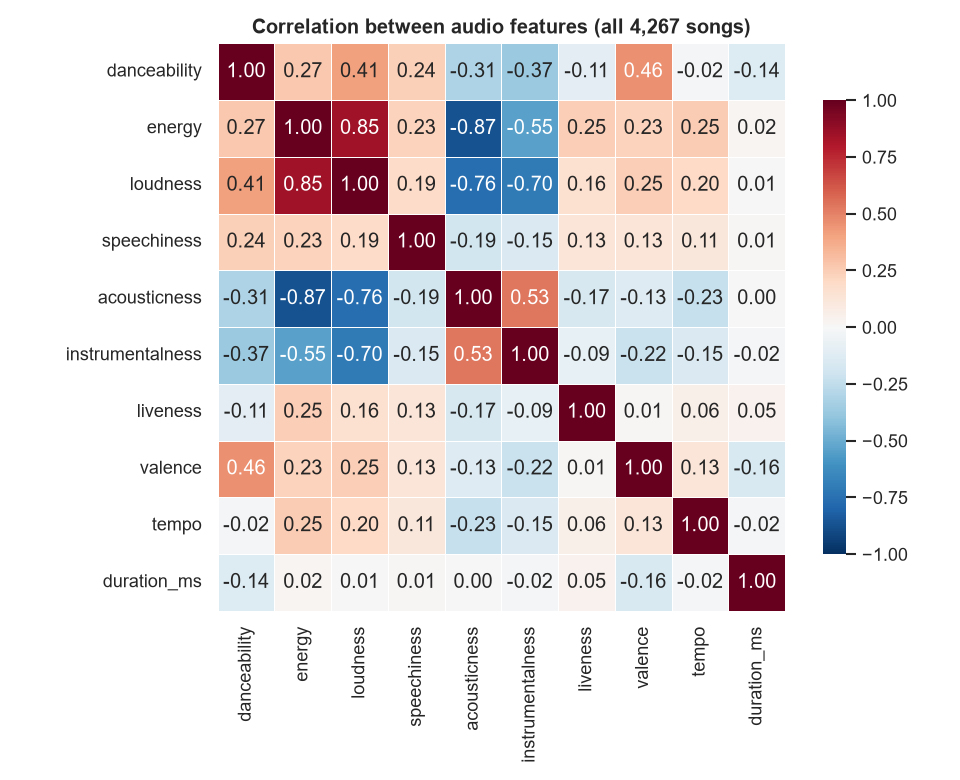 Correlation between audio features (all 4,267 songs)
danceability 1.00 0.27 0.41 0.24 -0.31 -0.37 -0.11 0.46 -0.02 -0.14
energy 0.27 1.00 0.85 0.23 -0.87 -0.55 0.25 0.23 0.25 0.02
loudness 0.41 0.85 1.00 0.19 -0.76 -0.70 0.16 0.25 0.20 0.01
speechiness 0.24 0.23 0.19 1.00 -0.19 -0.15 0.13 0.13 0.11 0.01
acousticness -0.31 -0.87 -0.76 -0.19 1.00 0.53 -0.17 -0.13 -0.23 0.00
instrumentalness -0.37 -0.55 -0.70 -0.15 0.53 1.00 -0.09 -0.22 -0.15 -0.02
liveness -0.11 0.25 0.16 0.13 -0.17 -0.09 1.00 0.01 0.06 0.05
valence 0.46 0.23 0.25 0.13 -0.13 -0.22 0.01 1.00 0.13 -0.16
tempo -0.02 0.25 0.20 0.11 -0.23 -0.15 0.06 0.13 1.00 -0.02
duration_ms -0.14 0.02 0.01 0.01 0.00 -0.02 0.05 -0.16 -0.02 1.00
danceability
energy
loudness
speechiness
acousticness
instrumentalness
liveness
valence
tempo
duration_ms
1.00
0.75
0.50
0.25
0.00
−0.25
−0.50
−0.75
−1.00